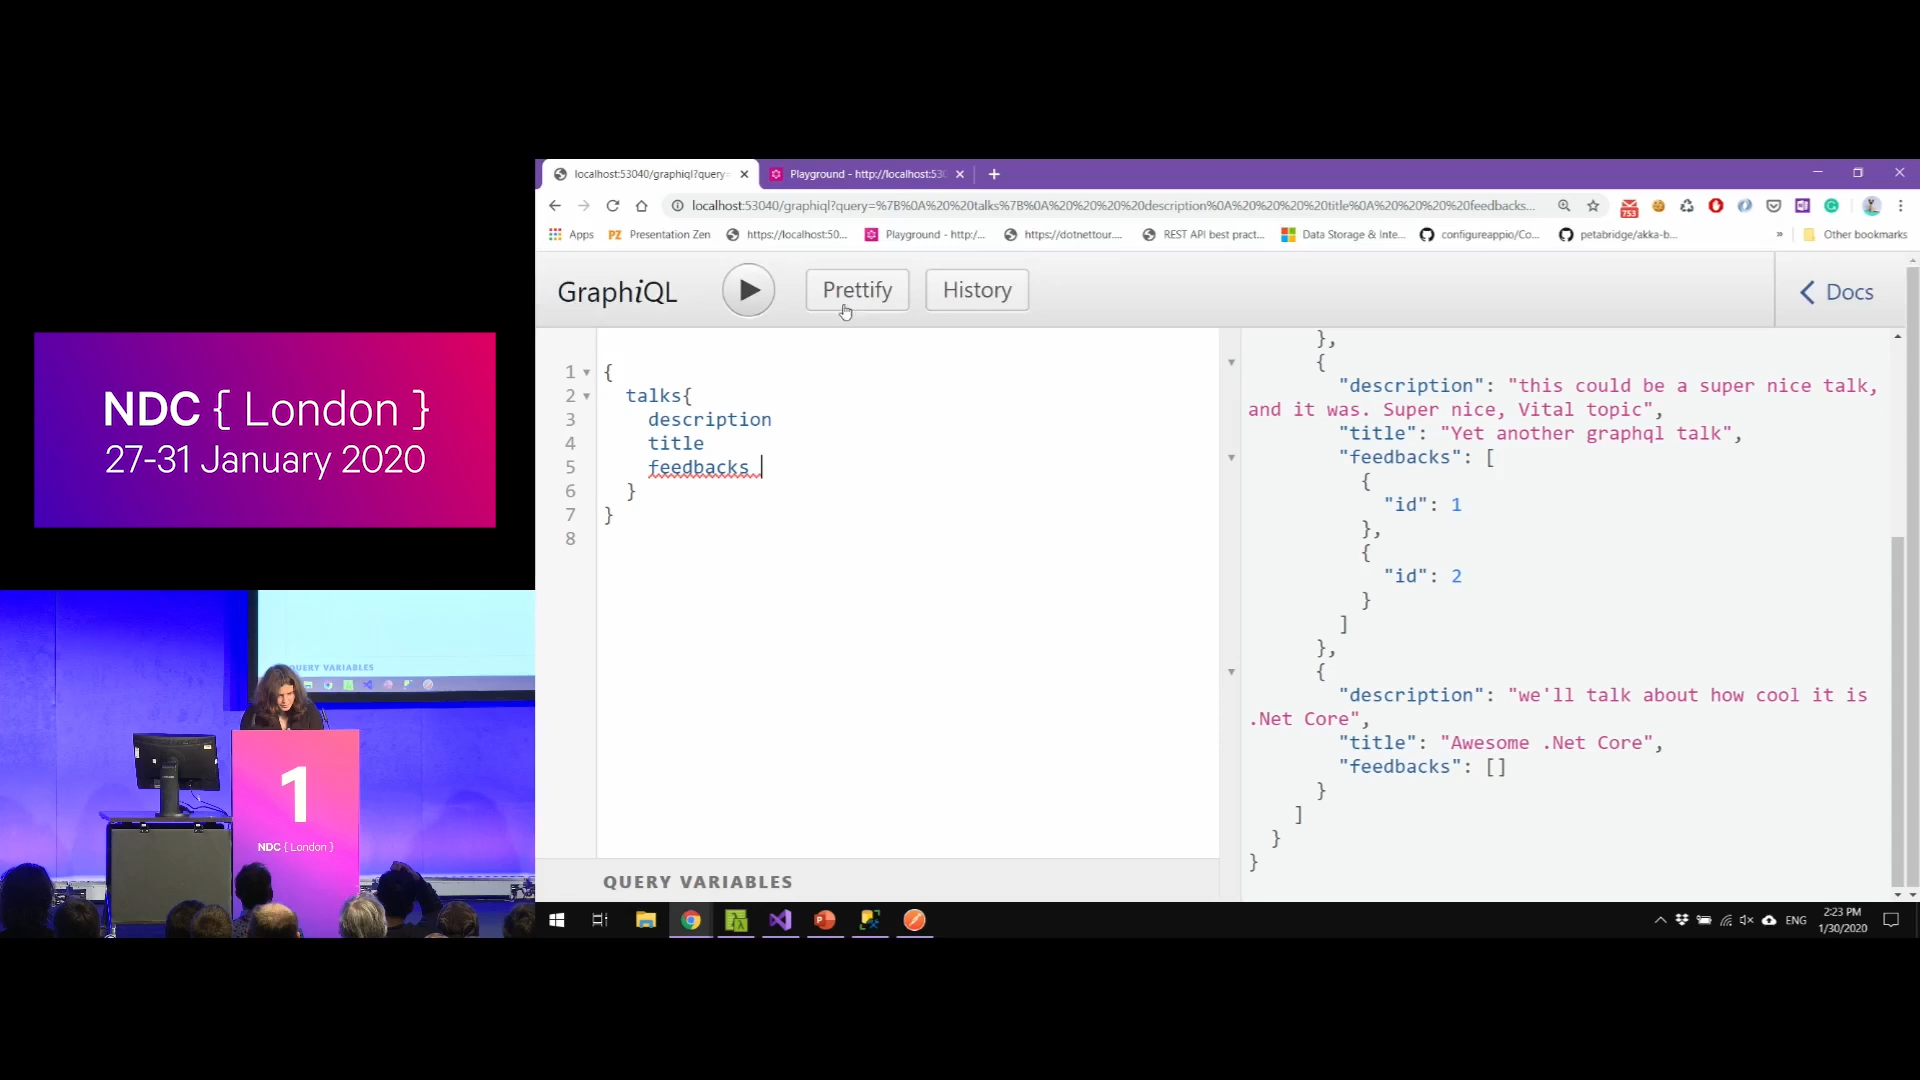 NDC { London }
27-31 January 2020
QUERY VARIABLES
1
NDC { London }
localhost:53040/graphiql?query=
Playground - http://localhost:53
localhost:53040/graphiql?query=%7B%0A%20%20talks%7B%0A%20%20%20%20description%0A%20%20%20%20title%0A%20%20%20%20feedbacks...
753
Apps
PZ Presentation Zen
https://localhost:50...
Playground - http:/...
https://dotnettour....
REST API best pract...
Data Storage & Inte...
configureappio/Co...
petabridge/akka-b...
»
Other bookmarks
GraphiQL
Prettify
History
Docs
1 {
2 talks{
3 description
4 title
5 feedbacks
6 }
7 }
8
},
{
"description": "this could be a super nice talk,
and it was. Super nice, Vital topic",
"title": "Yet another graphql talk",
"feedbacks": [
{
"id": 1
},
{
"id": 2
}
]
},
{
"description": "we'll talk about how cool it is
.Net Core",
"title": "Awesome .Net Core",
"feedbacks": []
}
]
}
}
QUERY VARIABLES
ENG
2:23 PM
1/30/2020